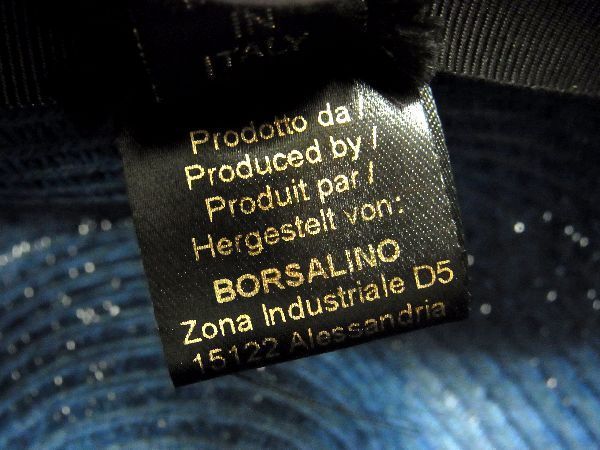 IN
ITALY
Prodotto da /
Produced by /
Produit par /
Hergestelt von:
BORSALINO
Zona Industriale D5
15122 Alessandria